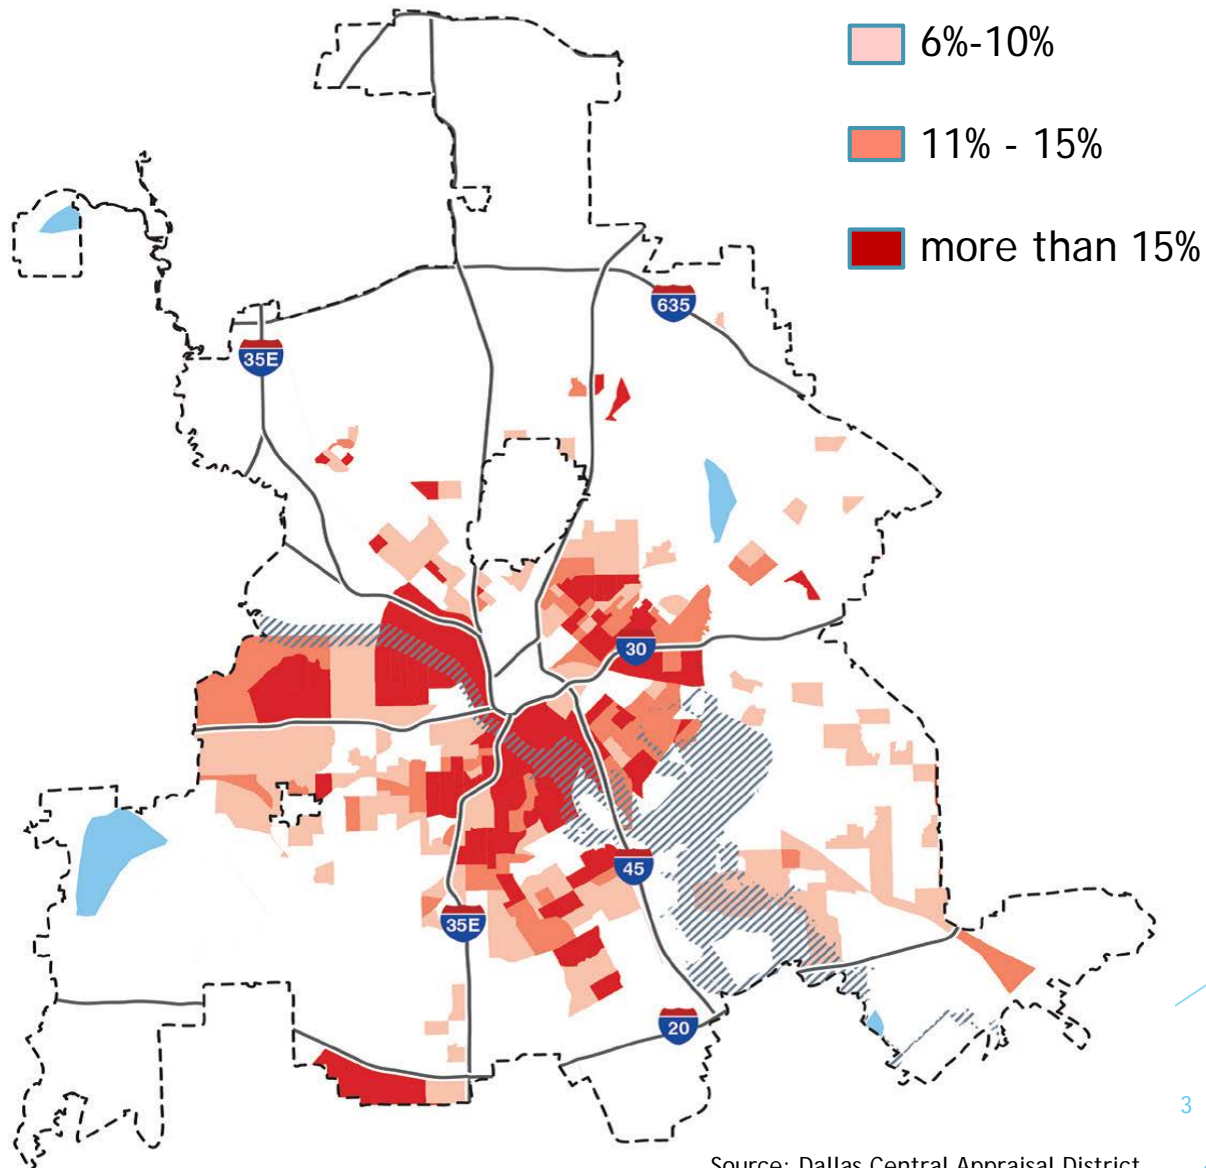 6%-10%
11% - 15%
more than 15%
635
35E
30
45
35E
20
3
Source: Dallas Central Appraisal District